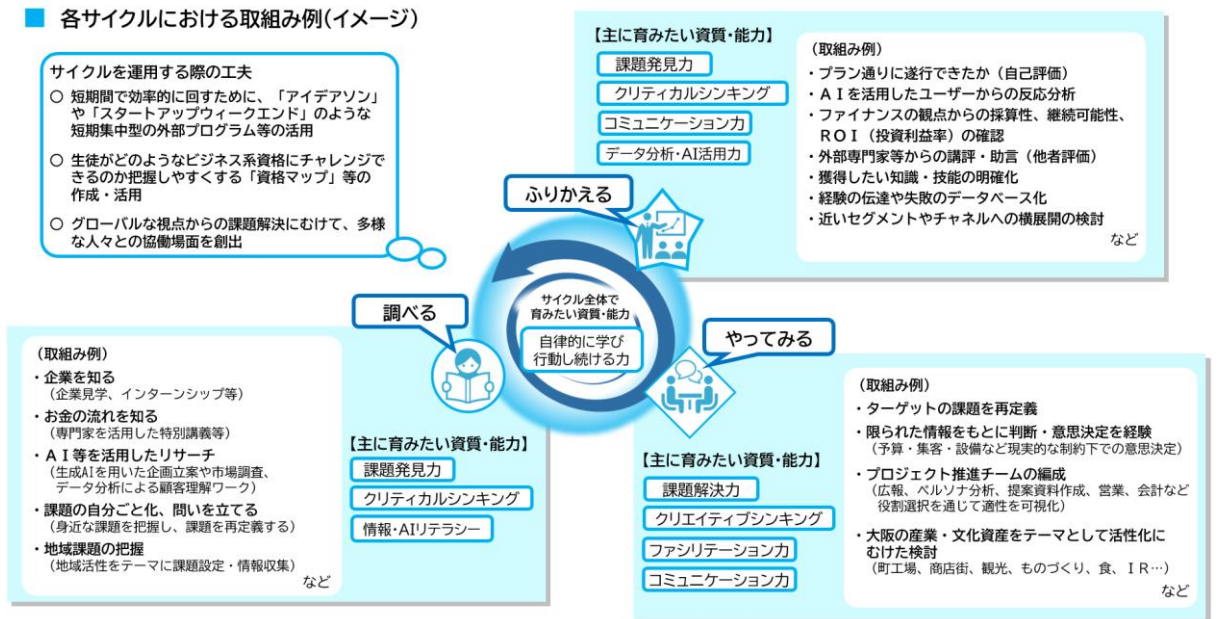 ■ 各サイクルにおける取組み例(イメージ)
サイクルを運用する際の工夫
○ 短期間で効率的に回すために、「アイデアソン」
や「スタートアップウィークエンド」のような
短期集中型の外部プログラム等の活用
○ 生徒がどのようなビジネス系資格にチャレンジで
きるのか把握しやすくする「資格マップ」等の
作成・活用
○ グローバルな視点からの課題解決にむけて、多様
な人々との協働場面を創出
【主に育みたい資質・能力】
課題発見力
クリティカルシンキング
コミュニケーション力
データ分析・AI活用力
ふりかえる
(取組み例)
・プラン通りに遂行できたか(自己評価)
・AIを活用したユーザーからの反応分析
・ファイナンスの観点からの採算性、継続可能性、
ROI(投資利益率)の確認
・外部専門家等からの講評・助言(他者評価)
・獲得したい知識・技能の明確化
・経験の伝達や失敗のデータベース化
・近いセグメントやチャネルへの横展開の検討
など
サイクル全体で
育みたい資質・能力
自律的に学び
行動し続ける力
調べる
(取組み例)
・企業を知る
(企業見学、インターンシップ等)
・お金の流れを知る
(専門家を活用した特別講義等)
・AI等を活用したリサーチ
(生成AIを用いた企画立案や市場調査、
データ分析による顧客理解ワーク)
・課題の自分ごと化、問いを立てる
(身近な課題を把握し、課題を再定義する)
・地域課題の把握
(地域活性をテーマに課題設定・情報収集)
など
【主に育みたい資質・能力】
課題発見力
クリティカルシンキング
情報・AIリテラシー
やってみる
【主に育みたい資質・能力】
課題解決力
クリエイティブシンキング
ファシリテーション力
コミュニケーション力
(取組み例)
・ターゲットの課題を再定義
・限られた情報をもとに判断・意思決定を経験
(予算・集客・設備など現実的な制約下での意思決定)
・プロジェクト推進チームの編成
(広報、ペルソナ分析、提案資料作成、営業、会計など
役割選択を通じて適性を可視化)
・大阪の産業・文化資産をテーマとして活性化に
むけた検討
(町工場、商店街、観光、ものづくり、食、IR…)
など